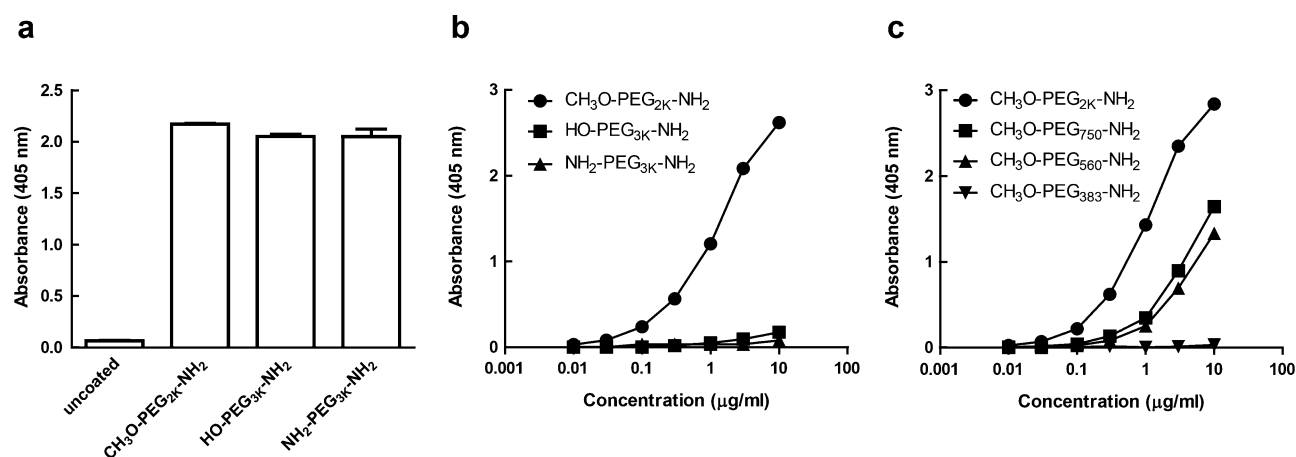 a
2.5
2.0
1.5
1.0
0.5
0.0
Absorbance (405 nm)
uncoated
CH₃O-PEG₂ₖ-NH₂
HO-PEG₃ₖ-NH₂
NH₂-PEG₃ₖ-NH₂
b
3
2
1
0
Absorbance (405 nm)
CH₃O-PEG₂ₖ-NH₂
HO-PEG₃ₖ-NH₂
NH₂-PEG₃ₖ-NH₂
0.001 0.01 0.1 1 10 100
Concentration (μg/ml)
c
3
2
1
0
Absorbance (405 nm)
CH₃O-PEG₂ₖ-NH₂
CH₃O-PEG₇₅₀-NH₂
CH₃O-PEG₅₆₀-NH₂
CH₃O-PEG₃₈₃-NH₂
0.001 0.01 0.1 1 10 100
Concentration (μg/ml)